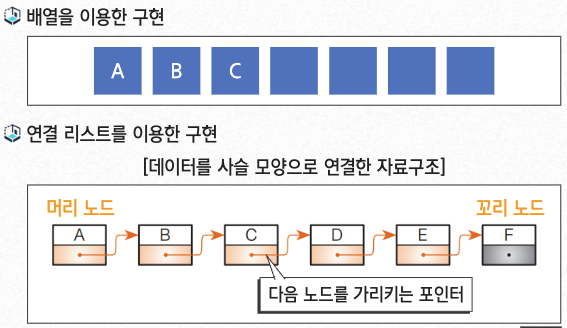 배열을 이용한 구현
A B C
연결 리스트를 이용한 구현
[데이터를 사슬 모양으로 연결한 자료구조]
머리 노드 꼬리 노드
A B C D E F
다음 노드를 가리키는 포인터